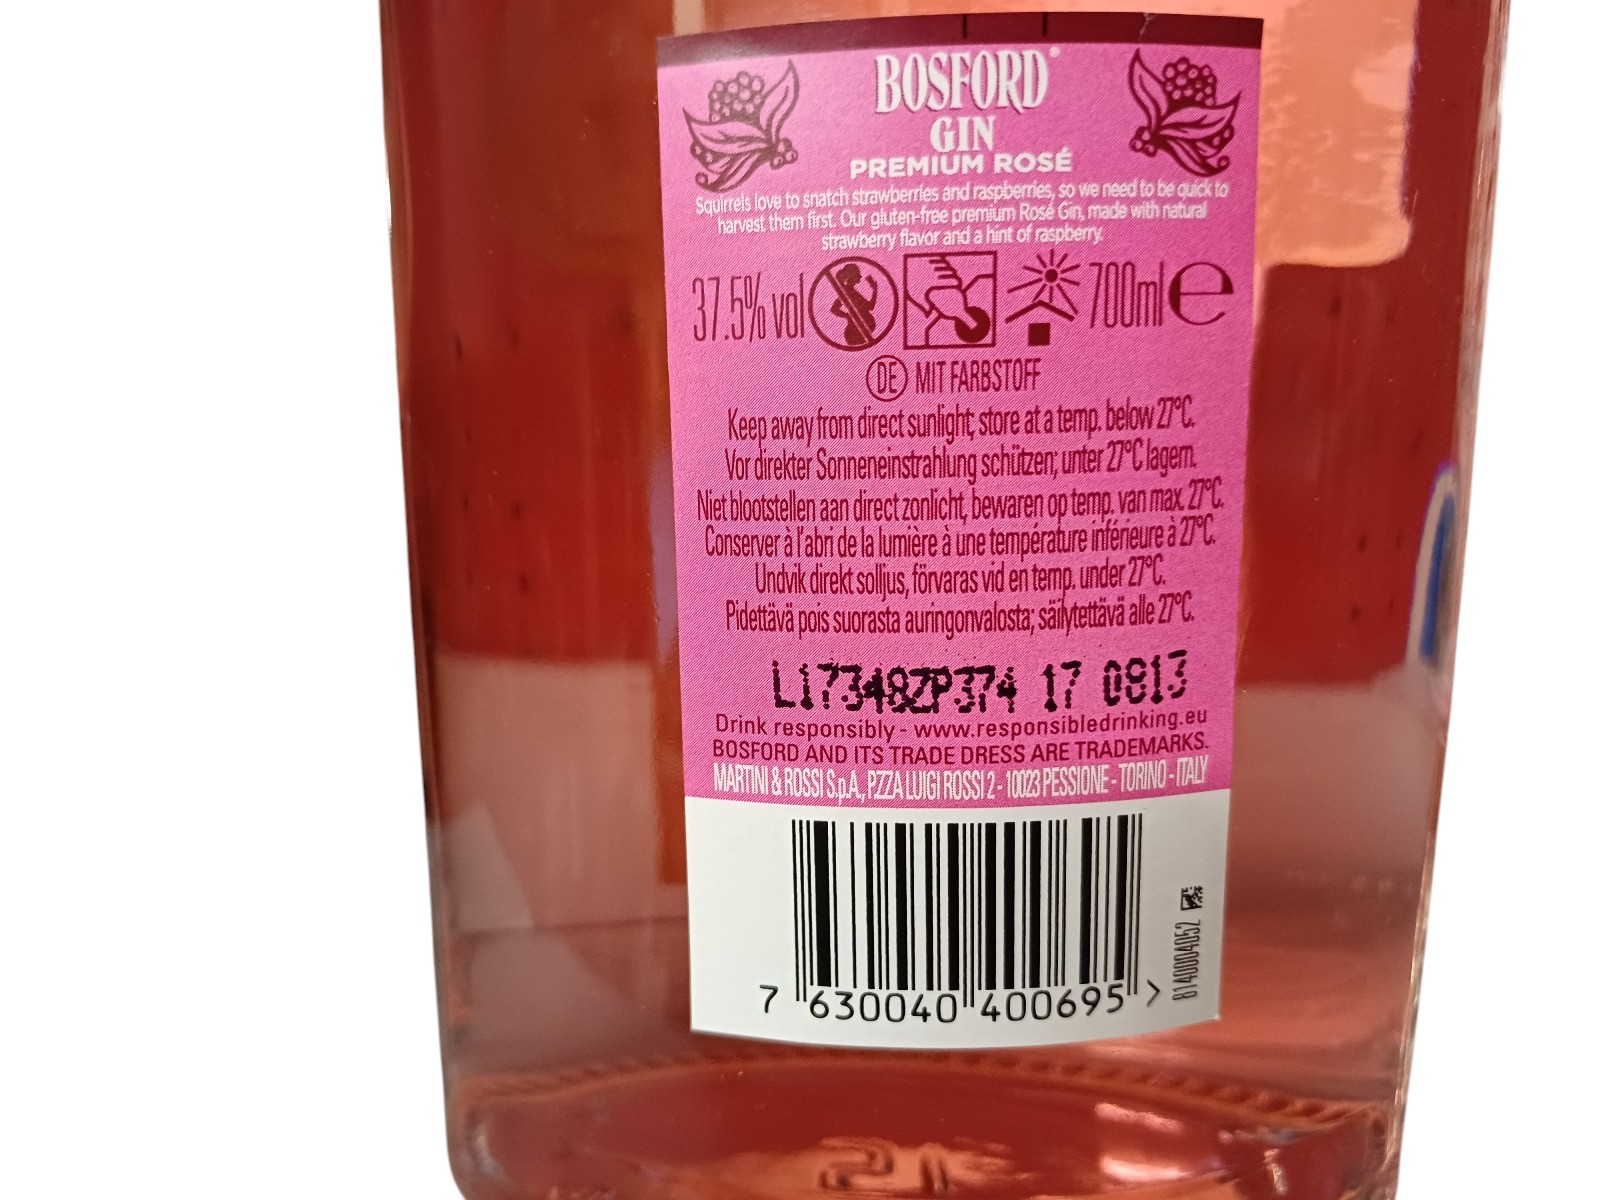 BOSFORD®
GIN
PREMIUM ROSÉ
Squirrels love to snatch strawberries and raspberries, so we need to be quick to
harvest them first. Our gluten-free premium Rosé Gin, made with natural
strawberry flavor and a hint of raspberry.
37.5% vol 700ml e
DE MIT FARBSTOFF
Keep away from direct sunlight; store at a temp. below 27°C.
Vor direkter Sonneneinstrahlung schützen; unter 27°C lagern.
Niet blootstellen aan direct zonlicht, bewaren op temp. van max. 27°C.
Conserver à l'abri de la lumière à une température inférieure à 27°C.
Undvik direkt solljus, förvaras vid en temp. under 27°C.
Pidettävä pois suorasta auringonvalosta; säilytettävä alle 27°C.
L17348ZP374 17 0813
Drink responsibly - www.responsibledrinking.eu
BOSFORD AND ITS TRADE DRESS ARE TRADEMARKS.
MARTINI & ROSSI S.p.A., P.ZZA LUIGI ROSSI 2 - 10023 PESSIONE - TORINO - ITALY
7 630040 400695 >
8140004052